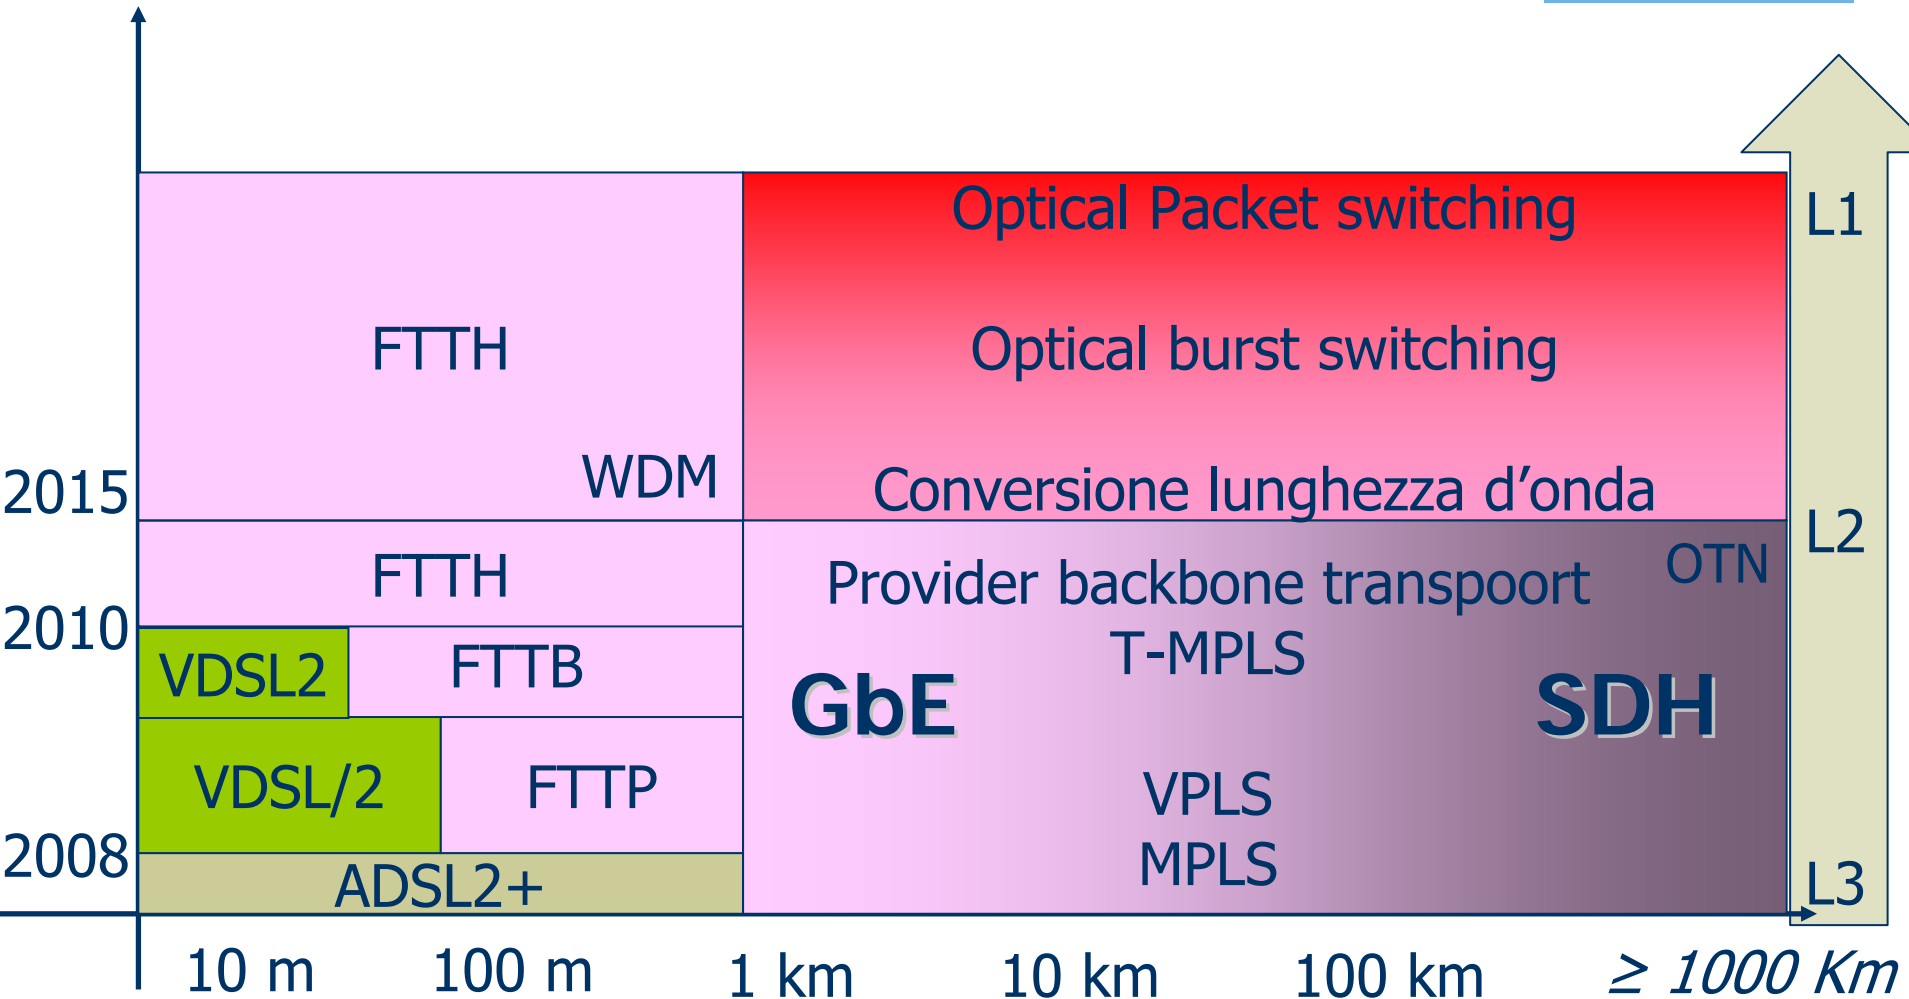 Optical Packet switching
L1
FTTH
Optical burst switching
WDM
2015
Conversione lunghezza d’onda
L2
FTTH
Provider backbone transpoort
OTN
2010
VDSL2
FTTB
T-MPLS
GbE
SDH
VDSL/2
FTTP
VPLS
2008
ADSL2+
MPLS
L3
10 m
100 m
1 km
10 km
100 km
≥ 1000 Km